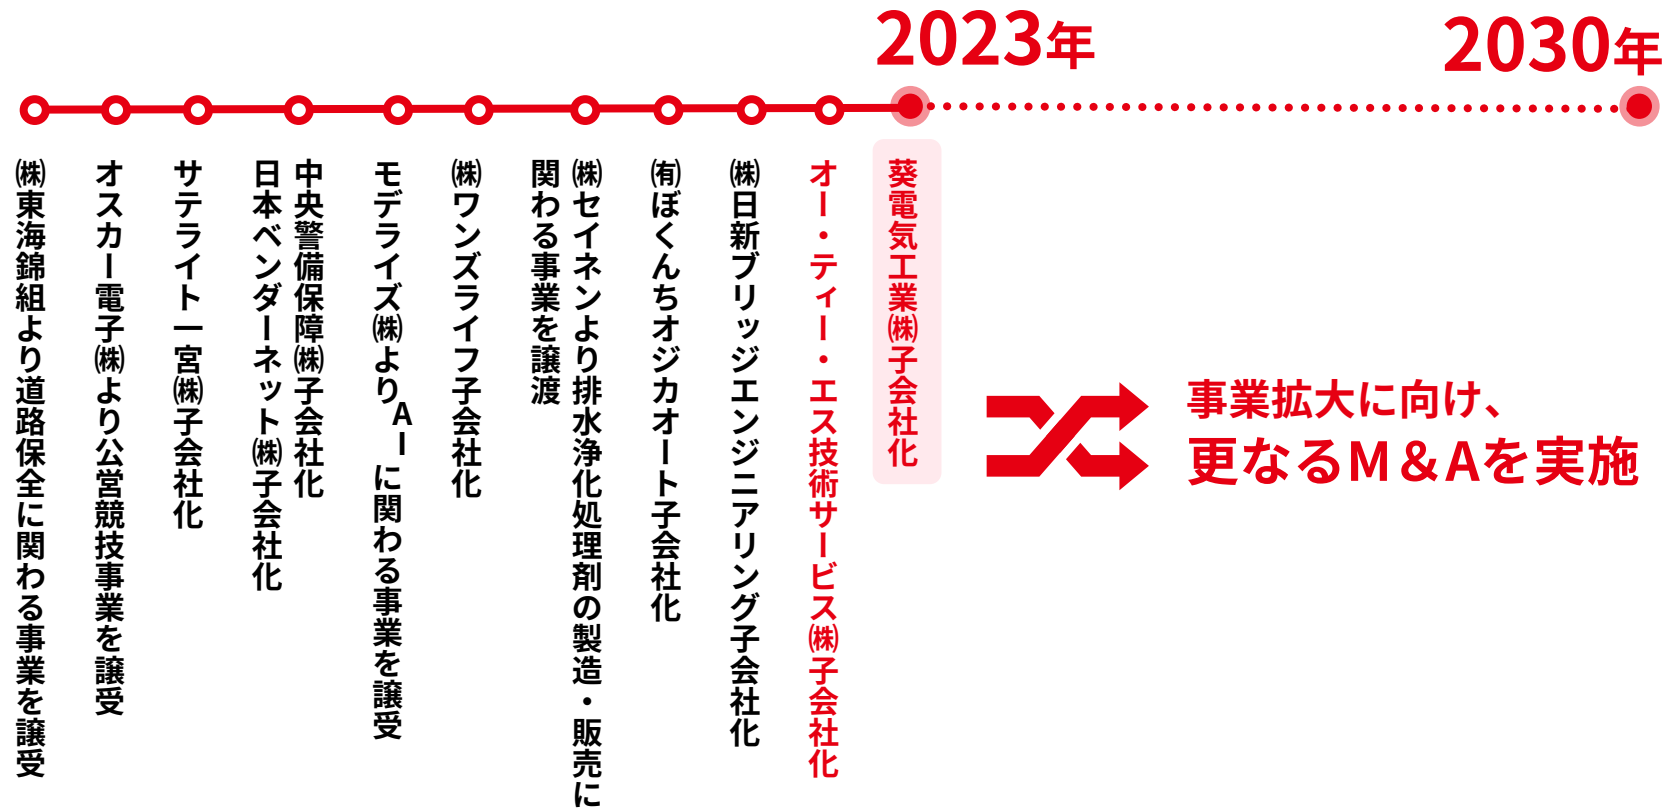 2023年
2030年
㈱東海錦組より道路保全に関わる事業を譲受
オスカー電子㈱より公営競技事業を譲受
サテライト一宮㈱子会社化
中央警備保障㈱子会社化
日本ベンダーネット㈱子会社化
モデライズ㈱よりAIに関わる事業を譲受
㈱ワンズライフ子会社化
㈱セイネンより排水浄化処理剤の製造・販売に
関わる事業を譲渡
㈲ぼくんちオジカオート子会社化
㈱日新ブリッジエンジニアリング子会社化
オー・ティー・エス技術サービス㈱子会社化
葵電気工業㈱子会社化
事業拡大に向け、
更なるM＆Aを実施